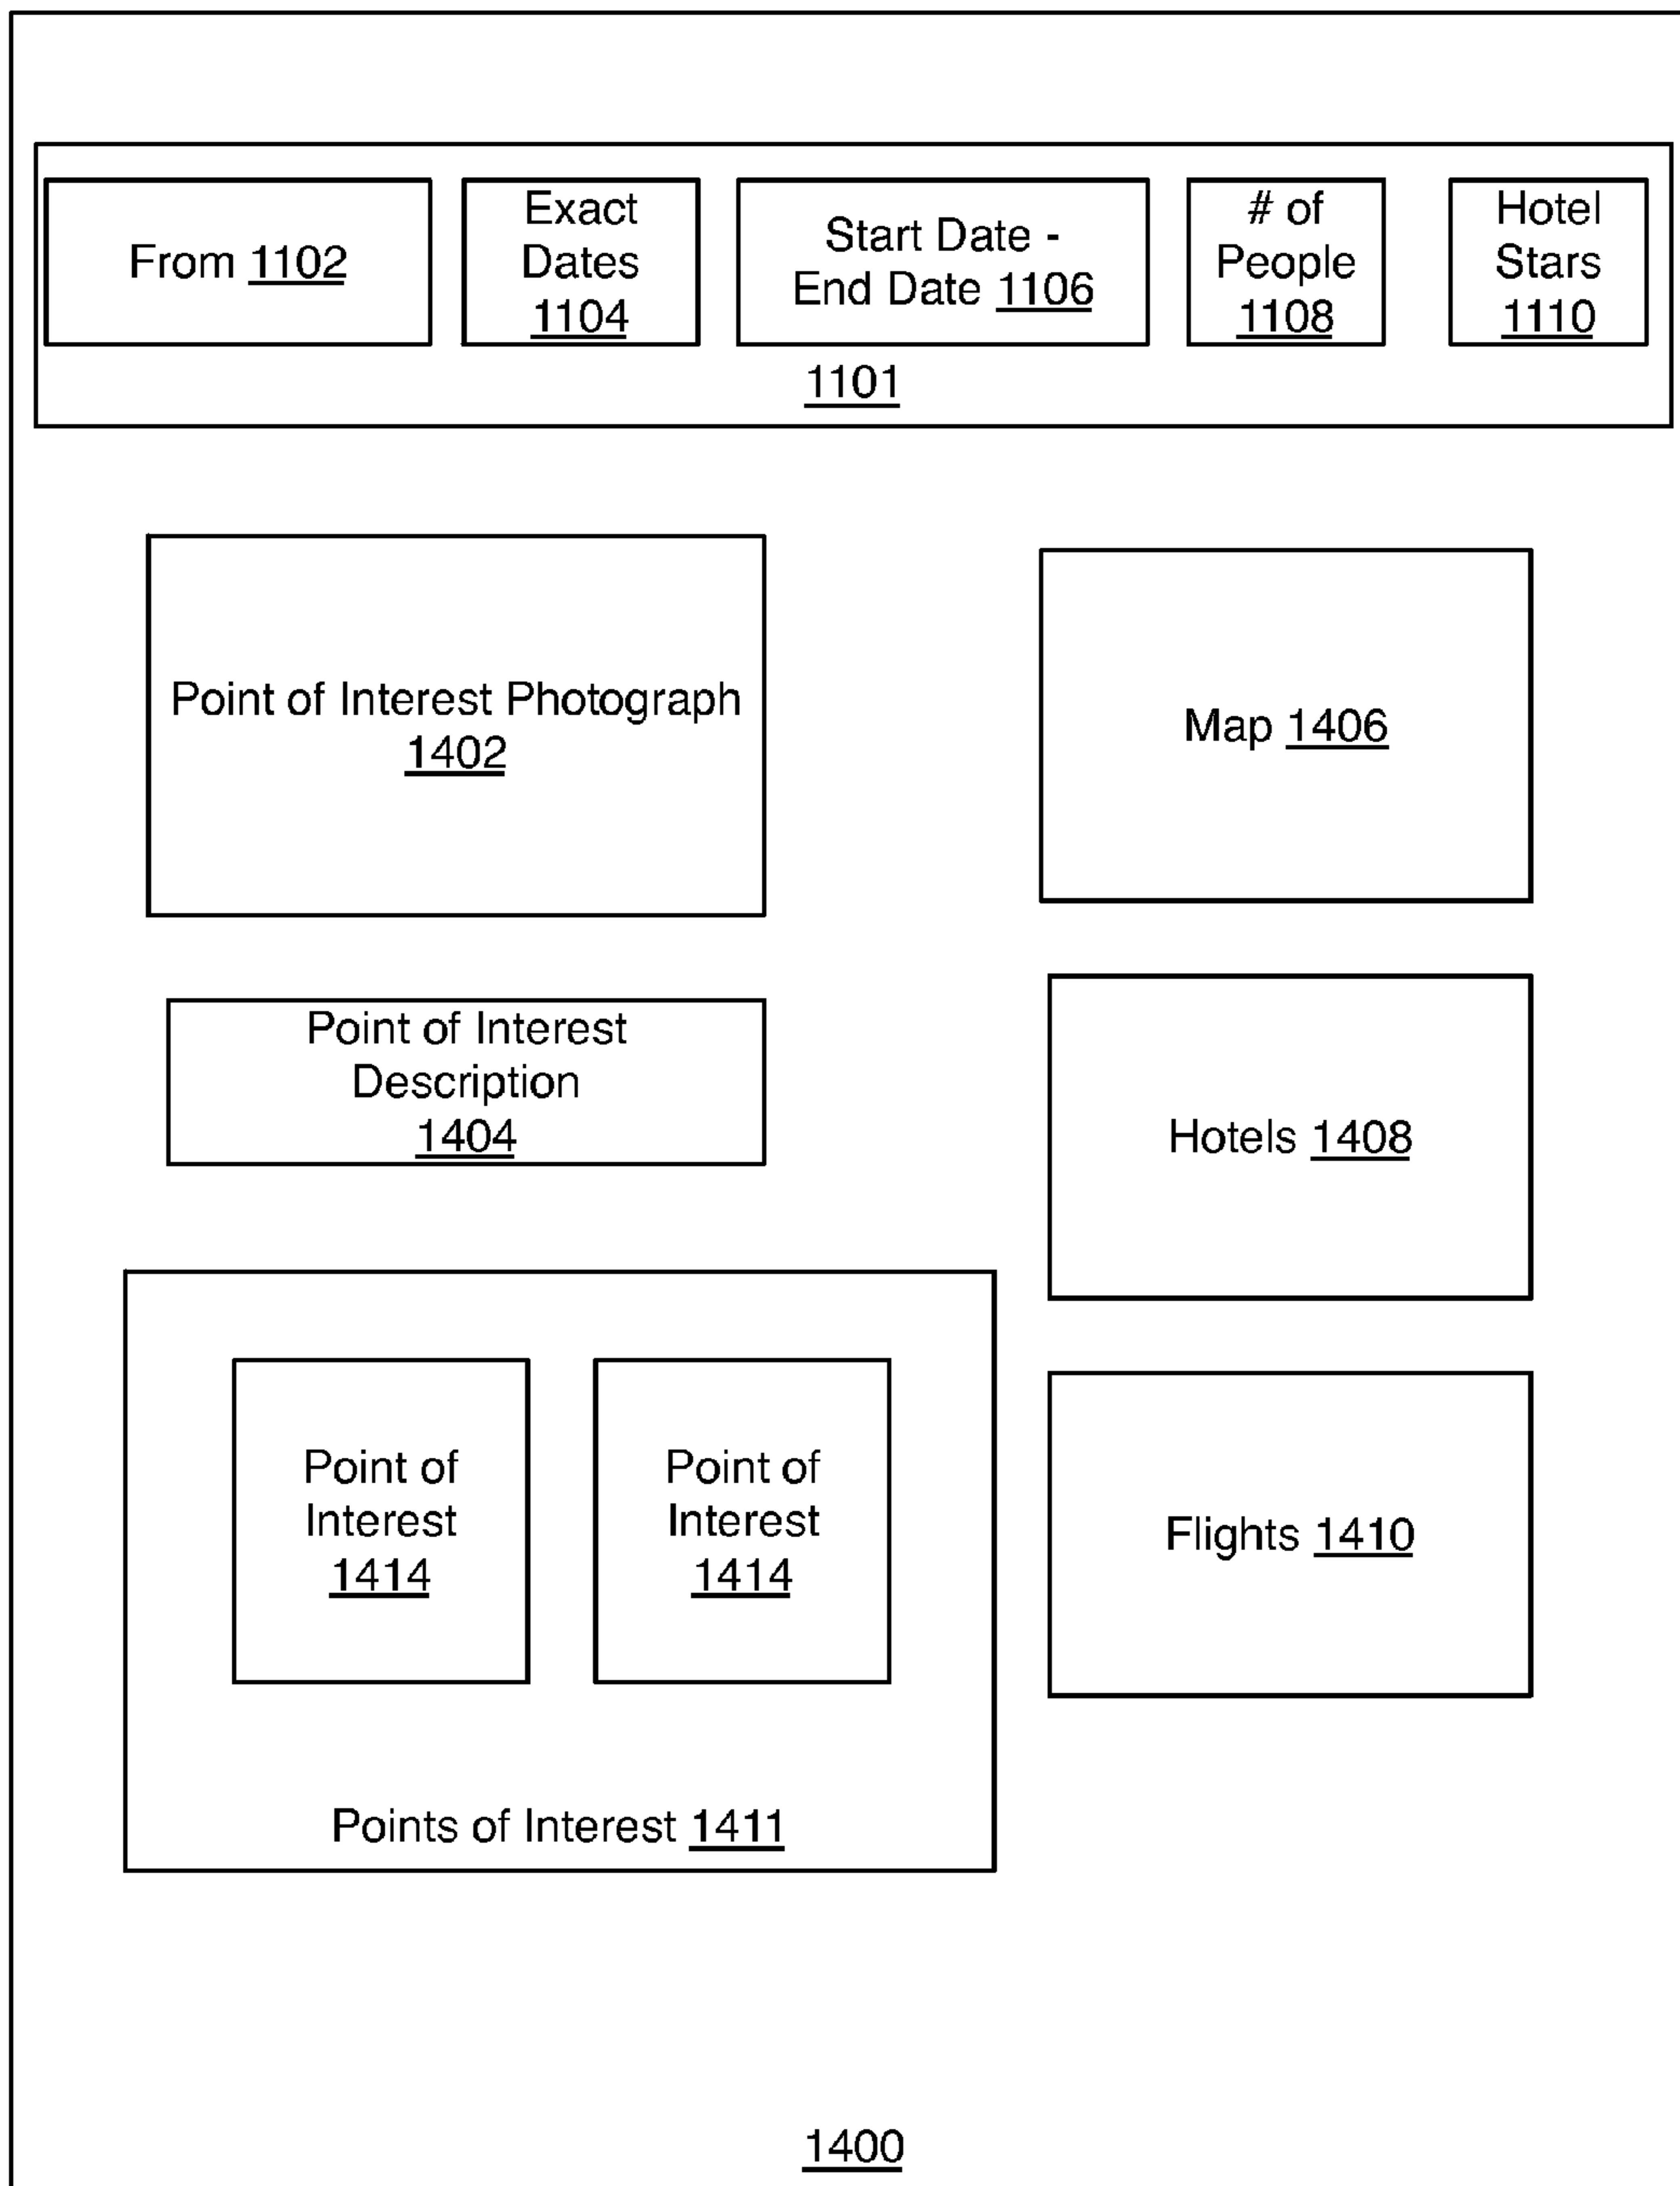 From 1102
Exact
Dates
1104
Start Date -
End Date 1106
# of
People
1108
Hotel
Stars
1110
1101
Point of Interest Photograph
1402
Map 1406
Point of Interest
Description
1404
Hotels 1408
Point of
Interest
1414
Point of
Interest
1414
Flights 1410
Points of Interest 1411
1400